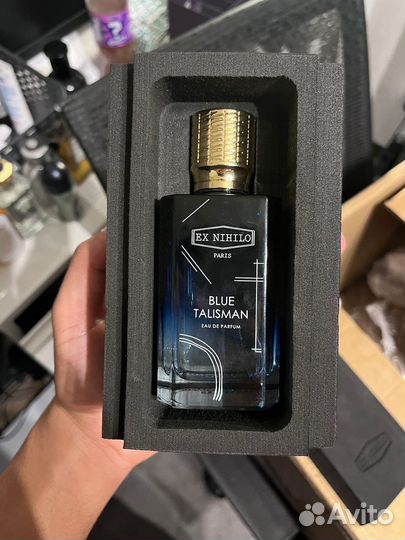 EX NIHILO
PARIS
BLUE
TALISMAN
EAU DE PARFUM
Avito